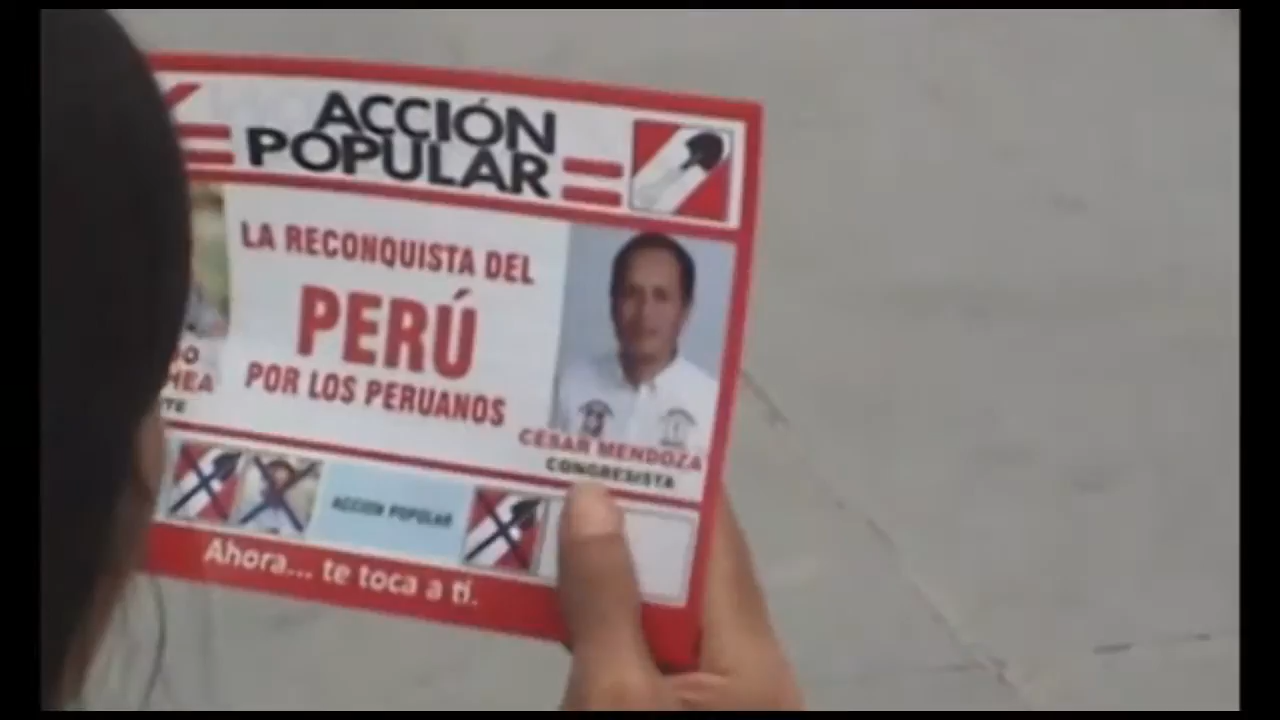 ACCIÓN
POPULAR
LA RECONQUISTA DEL
PERÚ
POR LOS PERUANOS
CÉSAR MENDOZA
CONGRESISTA
ACCION POPULAR
Ahora... te toca a tí.